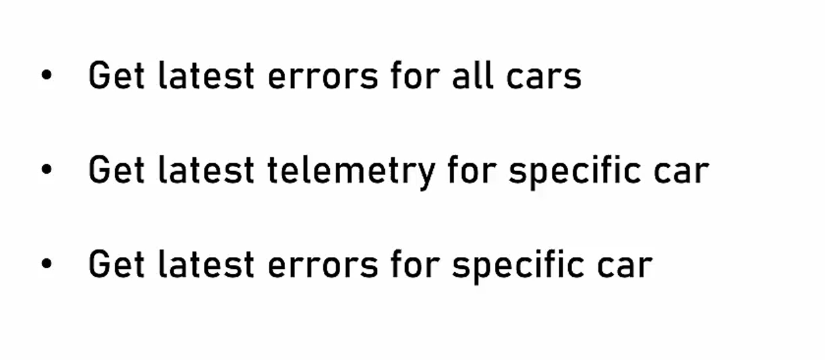 • Get latest errors for all cars
• Get latest telemetry for specific car
• Get latest errors for specific car